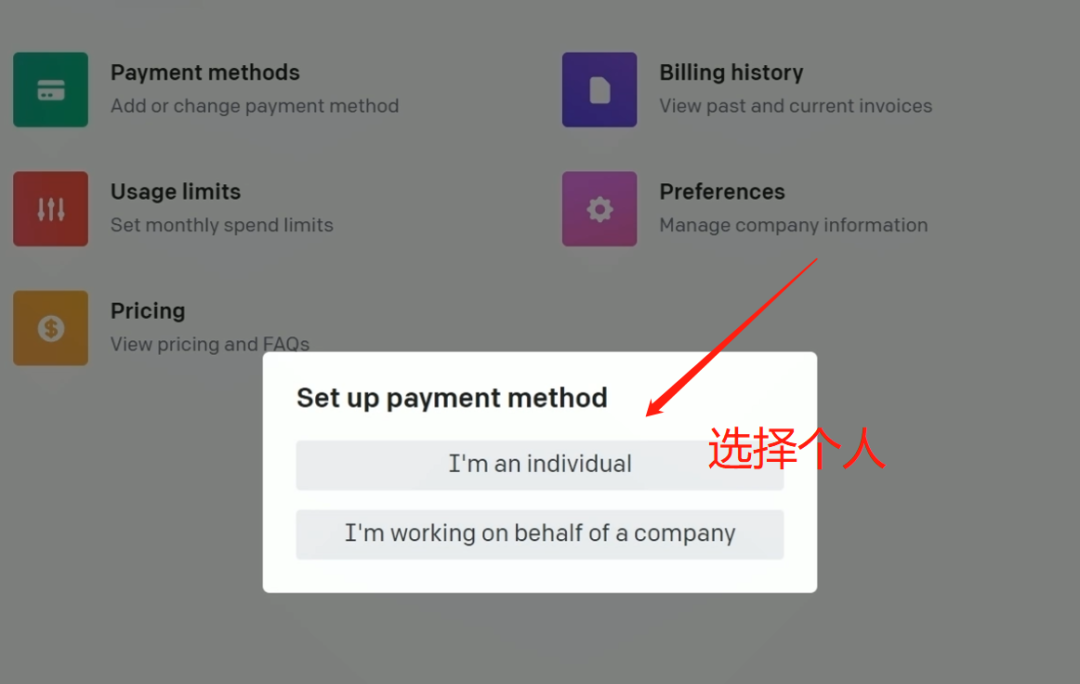 Payment methods
Add or change payment method
Billing history
View past and current invoices
Usage limits
Set monthly spend limits
Preferences
Manage company information
Pricing
View pricing and FAQs
Set up payment method
I'm an individual
选择个人
I'm working on behalf of a company